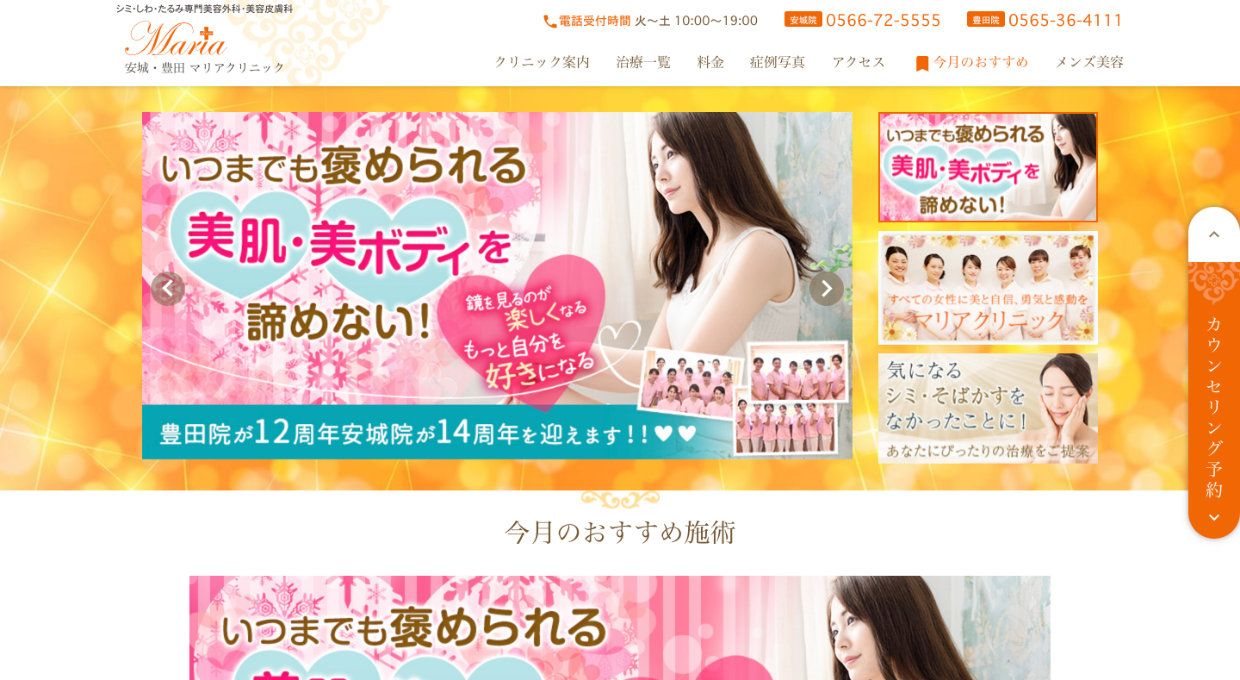 シミ・しわ・たるみ専門美容外科・美容皮膚科
Maria
安城・豊田 マリアクリニック
電話受付時間 火～土 10:00～19:00
安城院 0566-72-5555
豊田院 0565-36-4111
クリニック案内
治療一覧
料金
症例写真
アクセス
今月のおすすめ
メンズ美容
いつまでも褒められる
美肌・美ボディを
諦めない!
鏡を見るのが
楽しくなる
もっと自分を
好きになる
豊田院が12周年安城院が14周年を迎えます!!
いつまでも褒められる
美肌・美ボディを
諦めない!
すべての女性に美と自信、勇気と感動を
マリアクリニック
気になる
シミ・そばかすを
なかったことに!
あなたにぴったりの治療をご提案
カウンセリング予約
今月のおすすめ施術
いつまでも褒められる